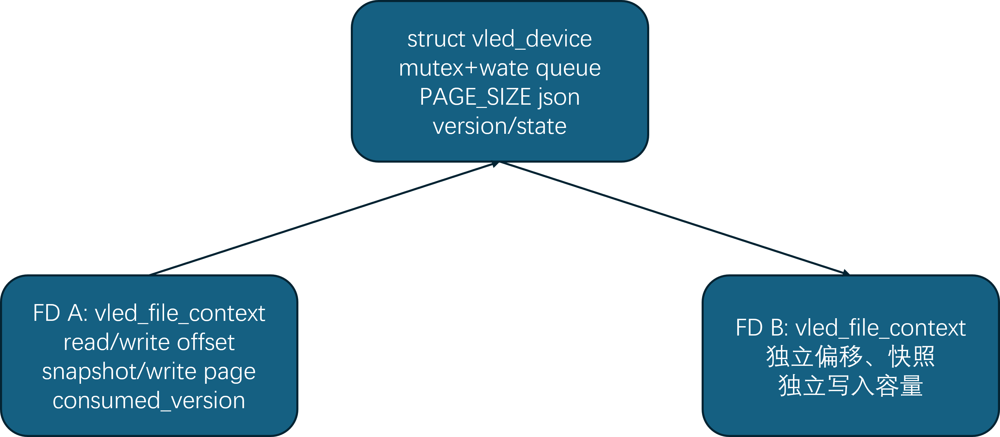 struct vled_device
mutex+wate queue
PAGE_SIZE json
version/state
FD A: vled_file_context
read/write offset
snapshot/write page
consumed_version
FD B: vled_file_context
独立偏移、快照
独立写入容量